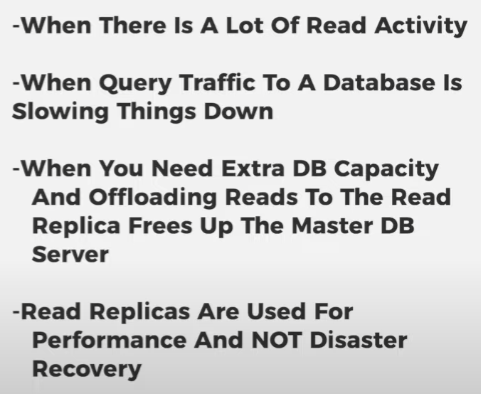 -When There Is A Lot Of Read Activity
-When Query Traffic To A Database Is
Slowing Things Down
-When You Need Extra DB Capacity
And Offloading Reads To The Read
Replica Frees Up The Master DB
Server
-Read Replicas Are Used For
Performance And NOT Disaster
Recovery